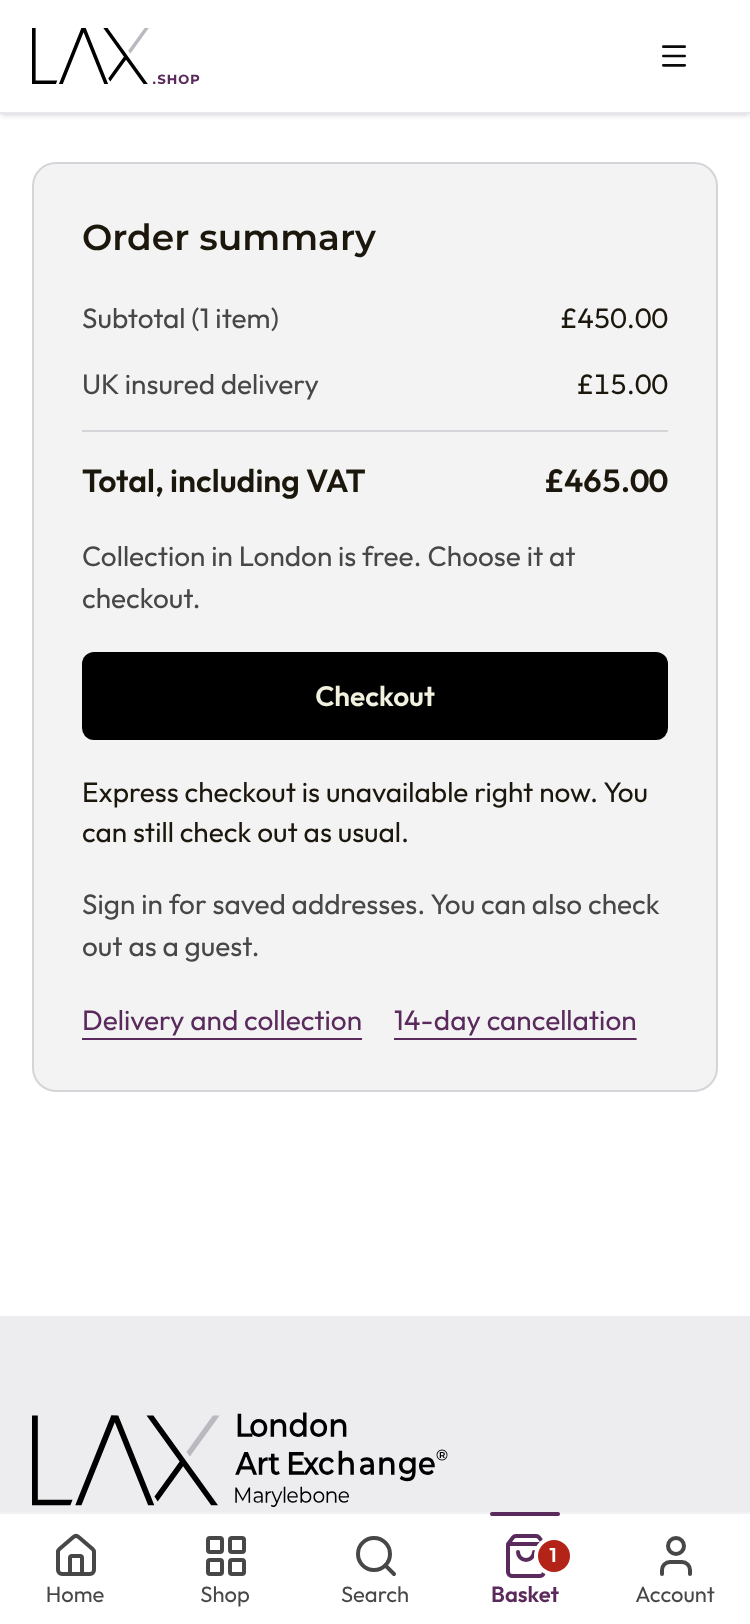 LAX.SHOP
Order summary
Subtotal (1 item) £450.00
UK insured delivery £15.00
Total, including VAT £465.00
Collection in London is free. Choose it at
checkout.
Checkout
Express checkout is unavailable right now. You
can still check out as usual.
Sign in for saved addresses. You can also check
out as a guest.
Delivery and collection 14-day cancellation
LAX
London
Art Exchange®
Marylebone
1
Home Shop Search Basket Account